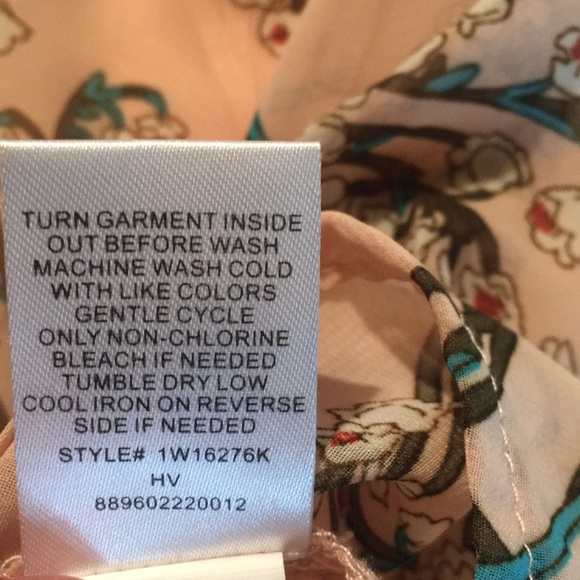 TURN GARMENT INSIDE
OUT BEFORE WASH
MACHINE WASH COLD
WITH LIKE COLORS
GENTLE CYCLE
ONLY NON-CHLORINE
BLEACH IF NEEDED
TUMBLE DRY LOW
COOL IRON ON REVERSE
SIDE IF NEEDED
STYLE# 1W16276K
HV
889602220012